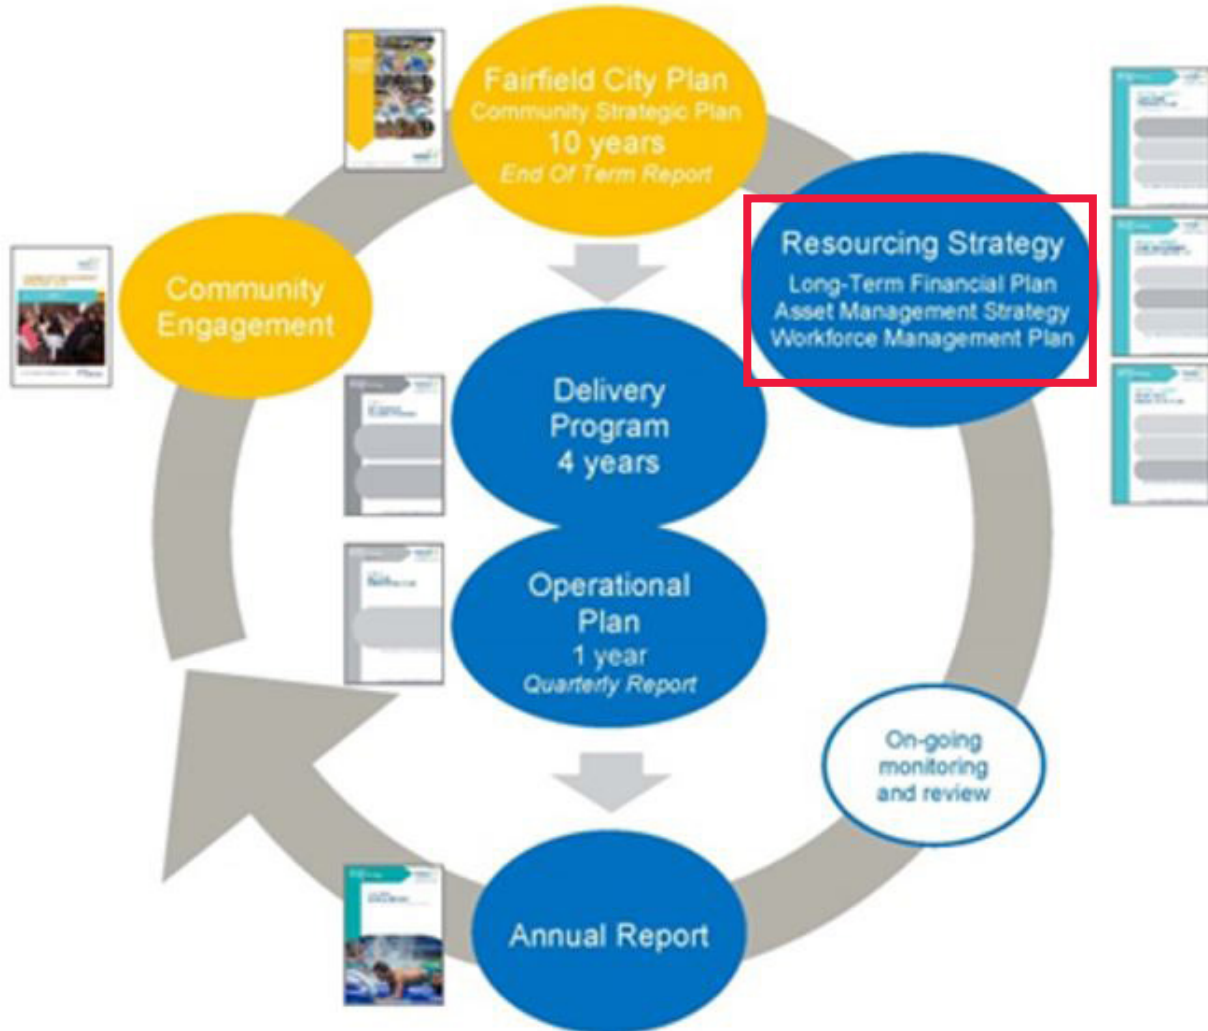 Fairfield City Plan
Community Strategic Plan
10 years
End Of Term Report
Resourcing Strategy
Long-Term Financial Plan
Asset Management Strategy
Workforce Management Plan
Community
Engagement
Delivery
Program
4 years
Operational
Plan
1 year
Quarterly Report
On-going
monitoring
and review
Annual Report